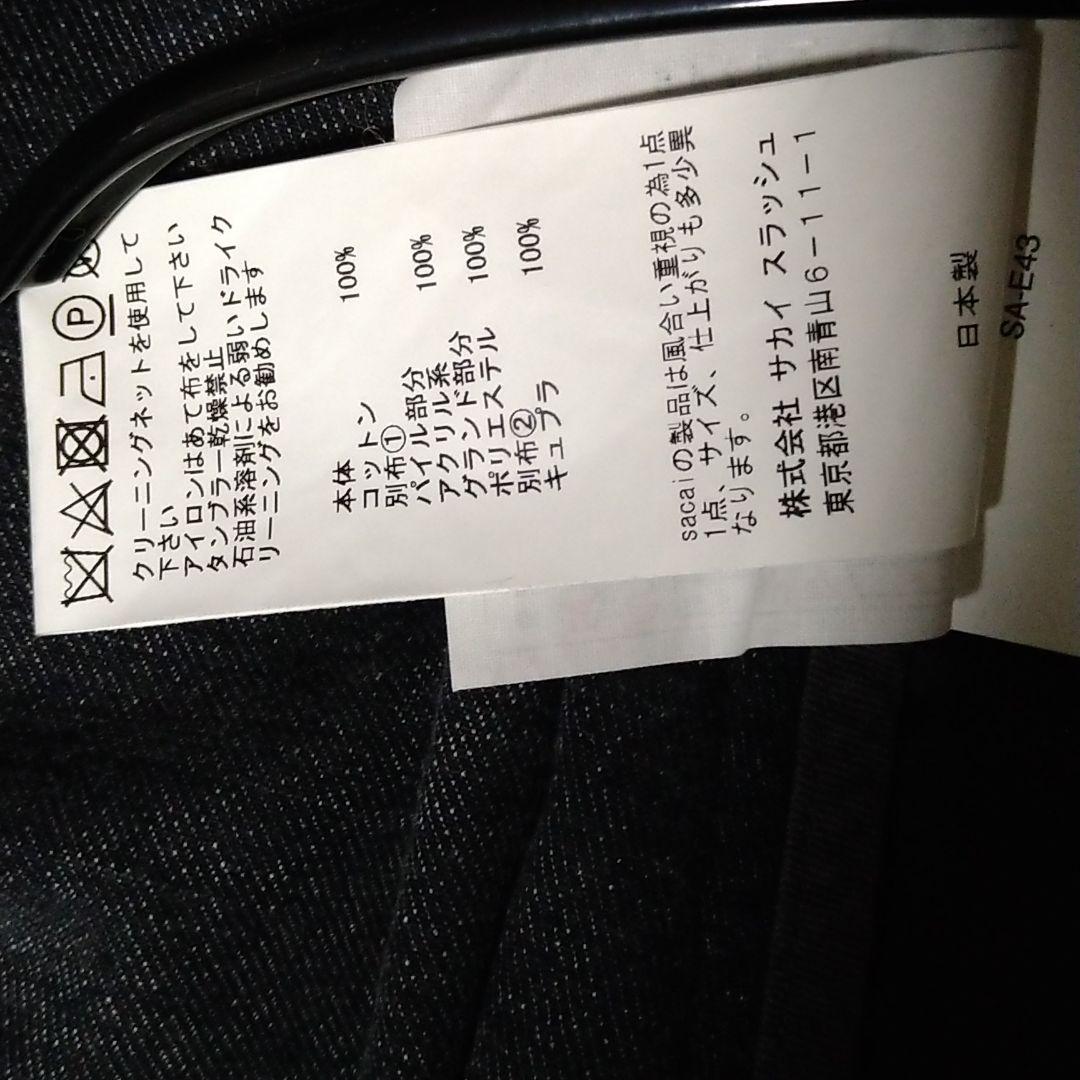 P
クリーニングネットを使用して
下さい
アイロンはあて布をして下さい
タンブラー乾燥禁止
石油系溶剤による弱いドライク
リーニングをお勧めします
本体
コットン 100%
別布①
パイル部分
アクリル系 100%
グランド部分
ポリエステル 100%
別布②
キュプラ 100%
sacaiの製品は風合い重視の為1点
1点、サイズ、仕上がりも多少異
なります。
株式会社 サカイ スラッシュ
東京都港区南青山6-11-1
日本製
SA-E43